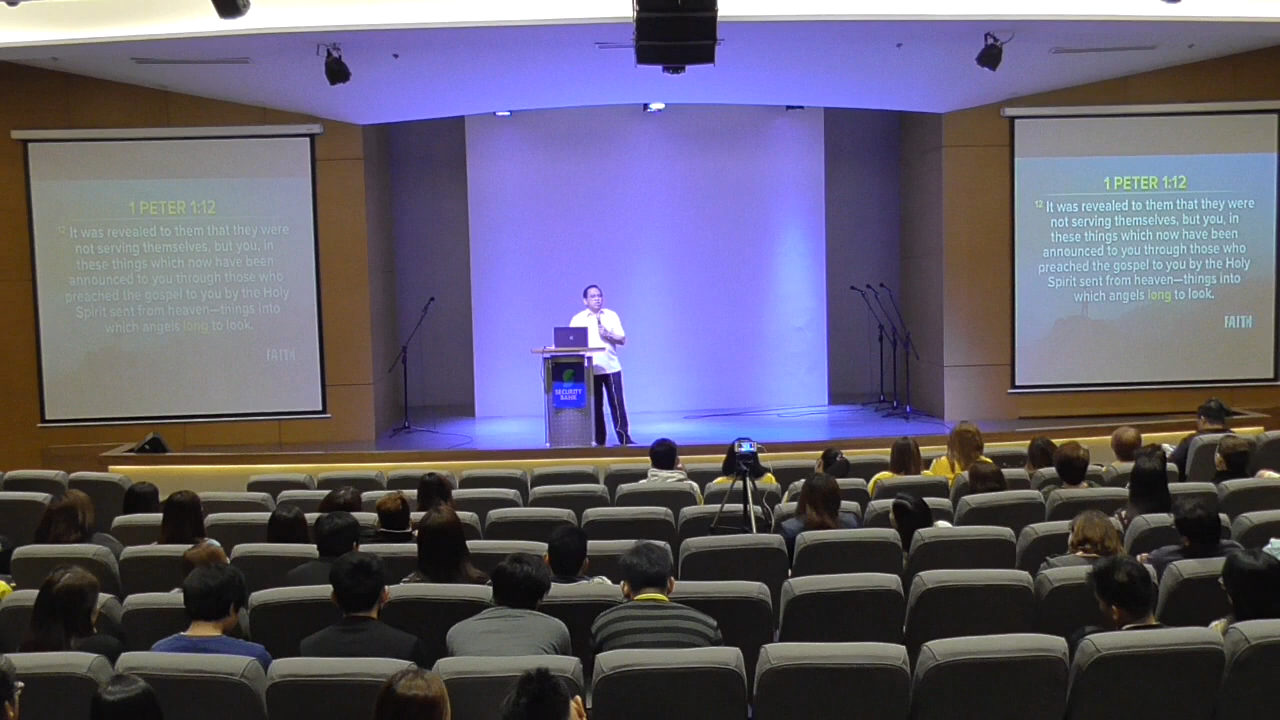 1 PETER 1:12
12 It was revealed to them that they were
not serving themselves, but you, in
these things which now have been
announced to you through those who
preached the gospel to you by the Holy
Spirit sent from heaven—things into
which angels long to look.
FAITH
SECURITY
BANK
1 PETER 1:12
12 It was revealed to them that they were
not serving themselves, but you, in
these things which now have been
announced to you through those who
preached the gospel to you by the Holy
Spirit sent from heaven—things into
which angels long to look.
FAITH